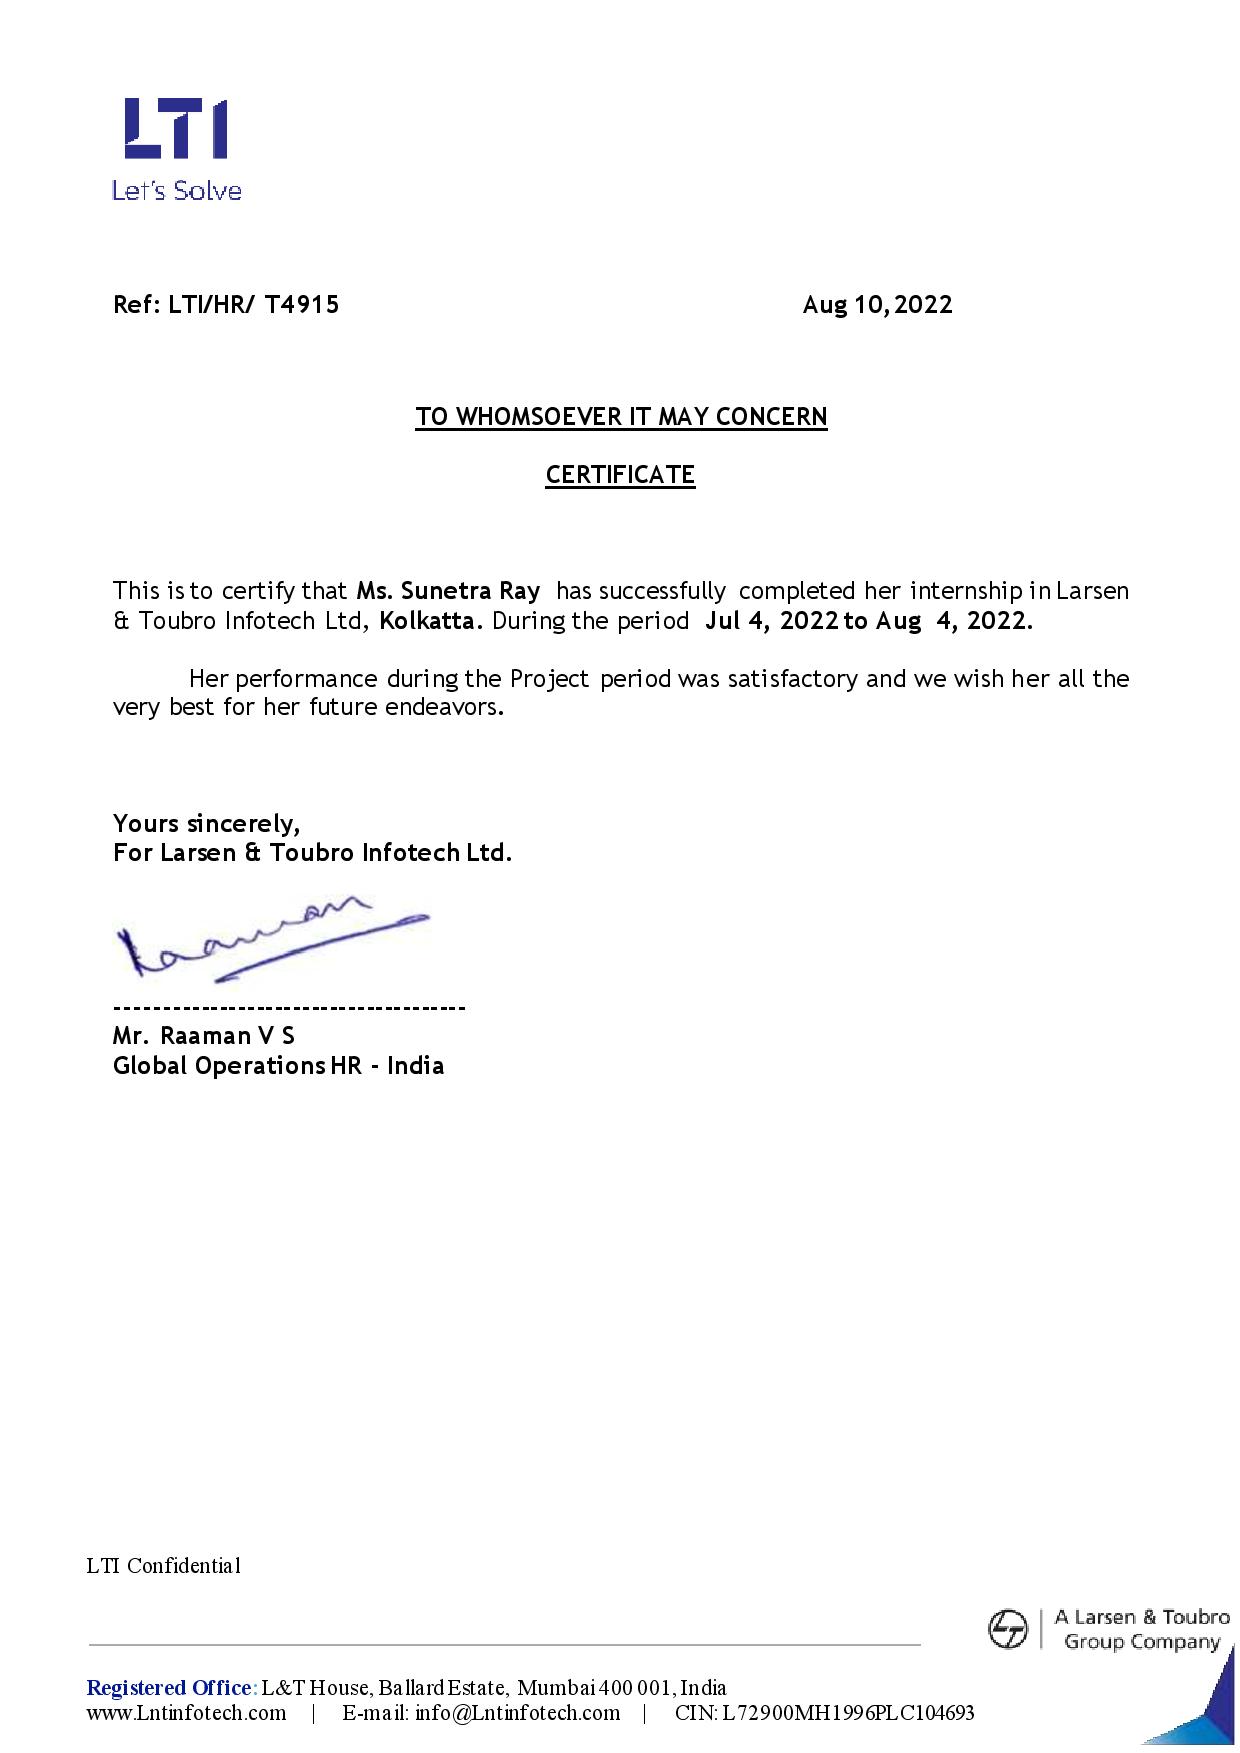 LTI
Let's Solve
Ref: LTI/HR/ T4915 Aug 10, 2022
TO WHOMSOEVER IT MAY CONCERN
CERTIFICATE
This is to certify that Ms. Sunetra Ray has successfully completed her internship in Larsen
& Toubro Infotech Ltd, Kolkatta. During the period Jul 4, 2022 to Aug 4, 2022.
Her performance during the Project period was satisfactory and we wish her all the
very best for her future endeavors.
Yours sincerely,
For Larsen & Toubro Infotech Ltd.
Raaman
------------------------------------
Mr. Raaman V S
Global Operations HR - India
LTI Confidential
LT
A Larsen & Toubro
Group Company
Registered Office: L&T House, Ballard Estate, Mumbai 400 001, India
www.Lntinfotech.com | E-mail: info@Lntinfotech.com | CIN: L72900MH1996PLC104693